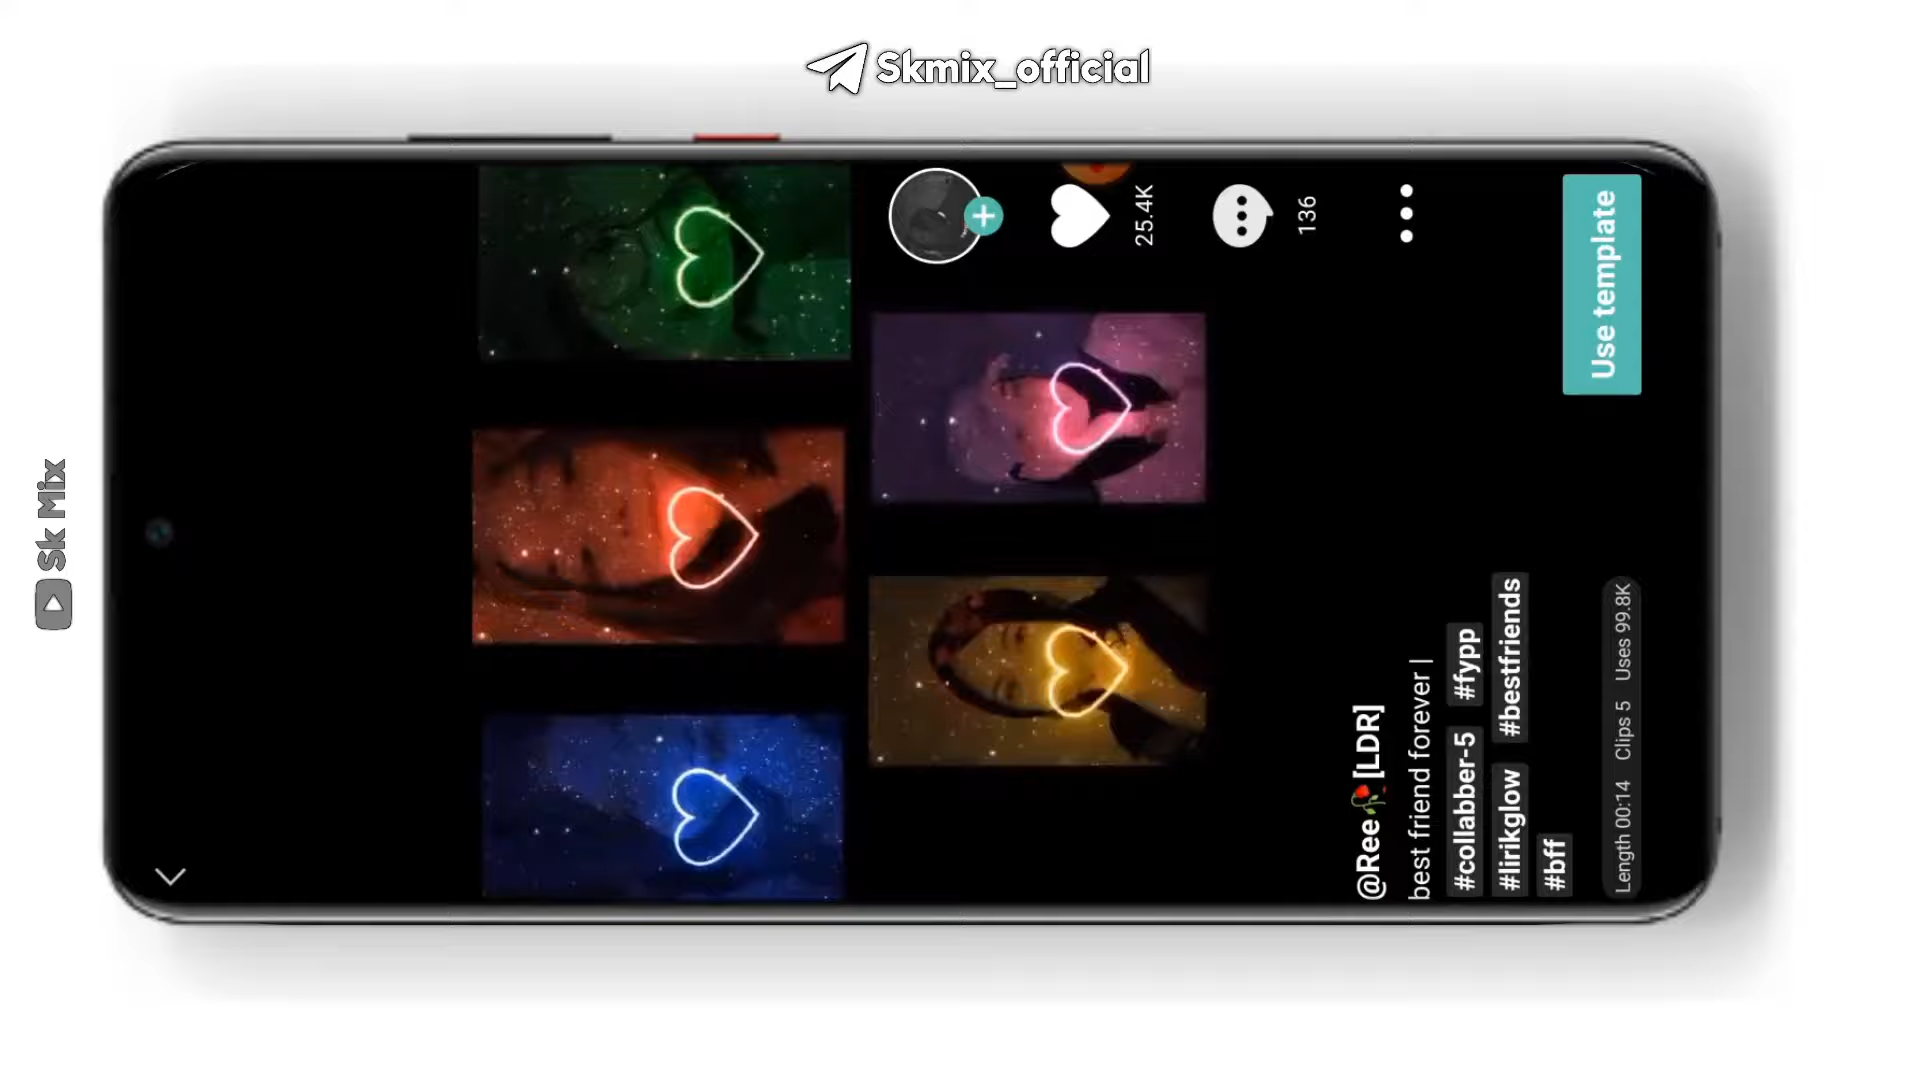 Skmix_official
Sk Mix
25.4K
136
@Ree🥀[LDR]
best friend forever |
#collabber-5 #fypp
#lirikglow #bestfriends
#bff
Length 00:14 Clips 5 Uses 99.8K
Use template